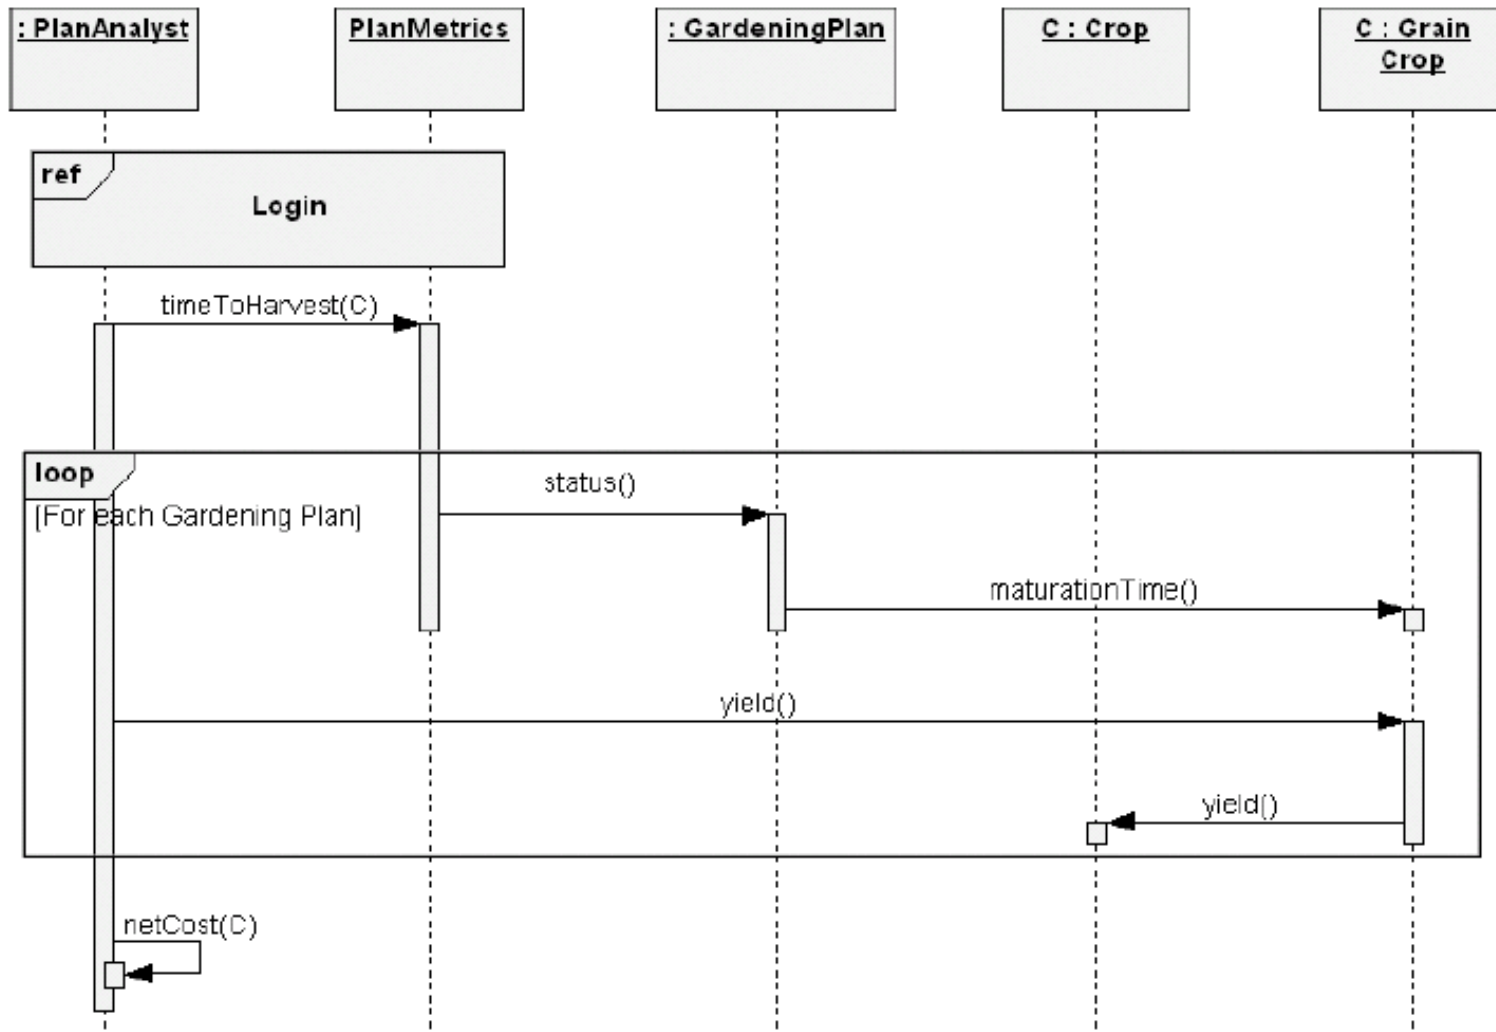 : PlanAnalyst
PlanMetrics
: GardeningPlan
C : Crop
C : Grain
Crop
ref
Login
timeToHarvest(C)
loop
[For each Gardening Plan]
status()
maturationTime()
yield()
yield()
netCost(C)